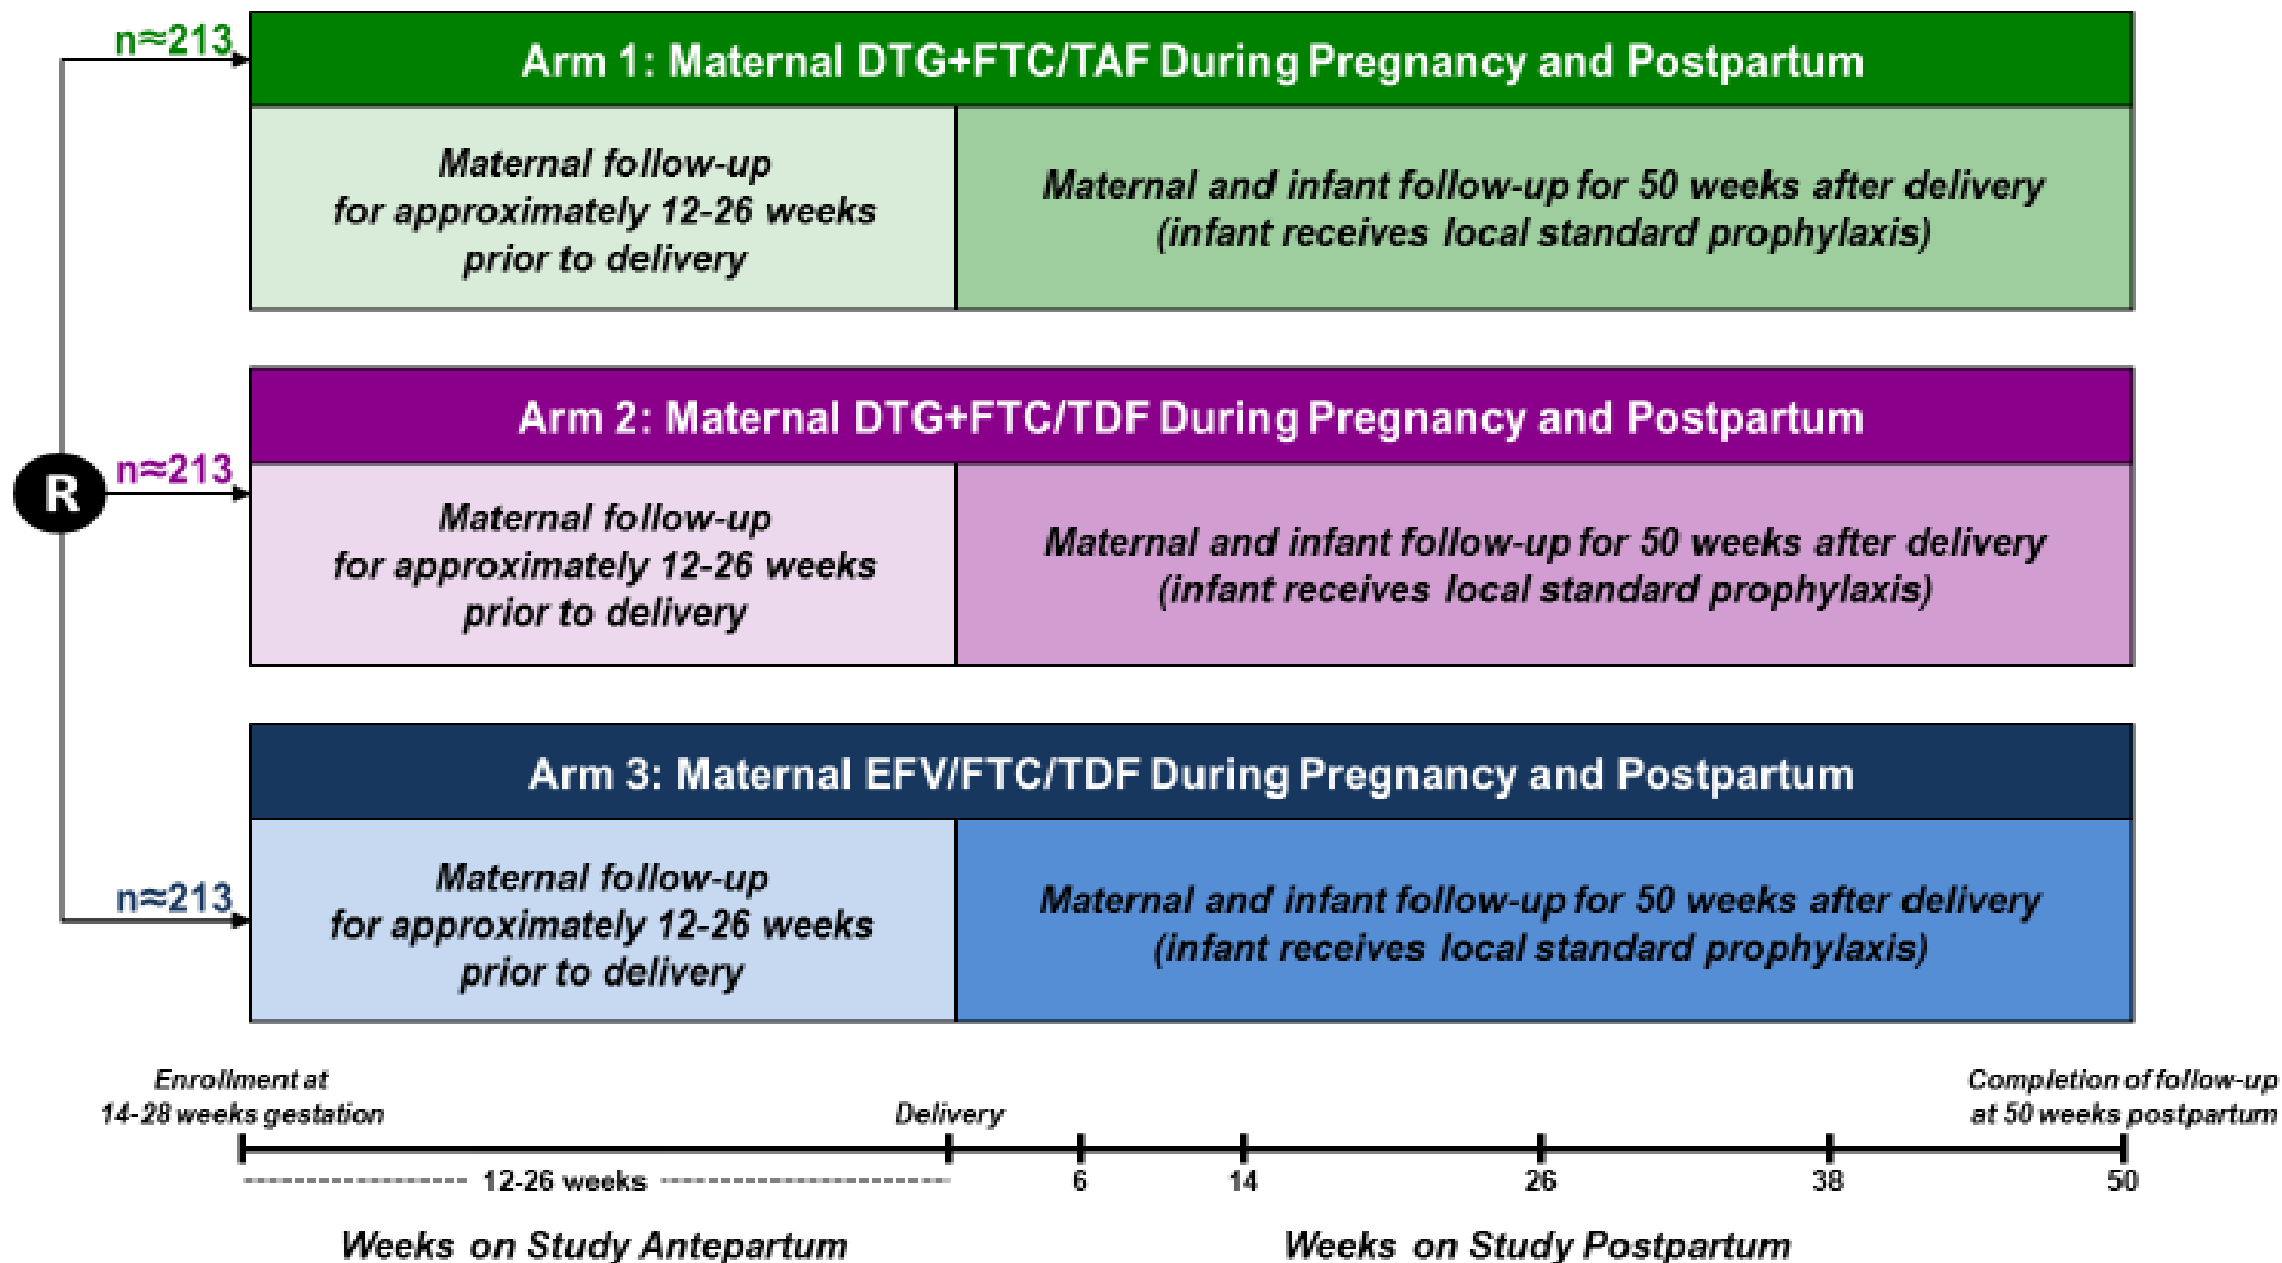 n≈213
Arm 1: Maternal DTG+FTC/TAF During Pregnancy and Postpartum
Maternal follow-up
for approximately 12-26 weeks
prior to delivery
Maternal and infant follow-up for 50 weeks after delivery
(infant receives local standard prophylaxis)
R
n≈213
Arm 2: Maternal DTG+FTC/TDF During Pregnancy and Postpartum
Maternal follow-up
for approximately 12-26 weeks
prior to delivery
Maternal and infant follow-up for 50 weeks after delivery
(infant receives local standard prophylaxis)
n≈213
Arm 3: Maternal EFV/FTC/TDF During Pregnancy and Postpartum
Maternal follow-up
for approximately 12-26 weeks
prior to delivery
Maternal and infant follow-up for 50 weeks after delivery
(infant receives local standard prophylaxis)
Enrollment at
14-28 weeks gestation
Delivery
Completion of follow-up
at 50 weeks postpartum
12-26 weeks
6
14
26
38
50
Weeks on Study Antepartum
Weeks on Study Postpartum